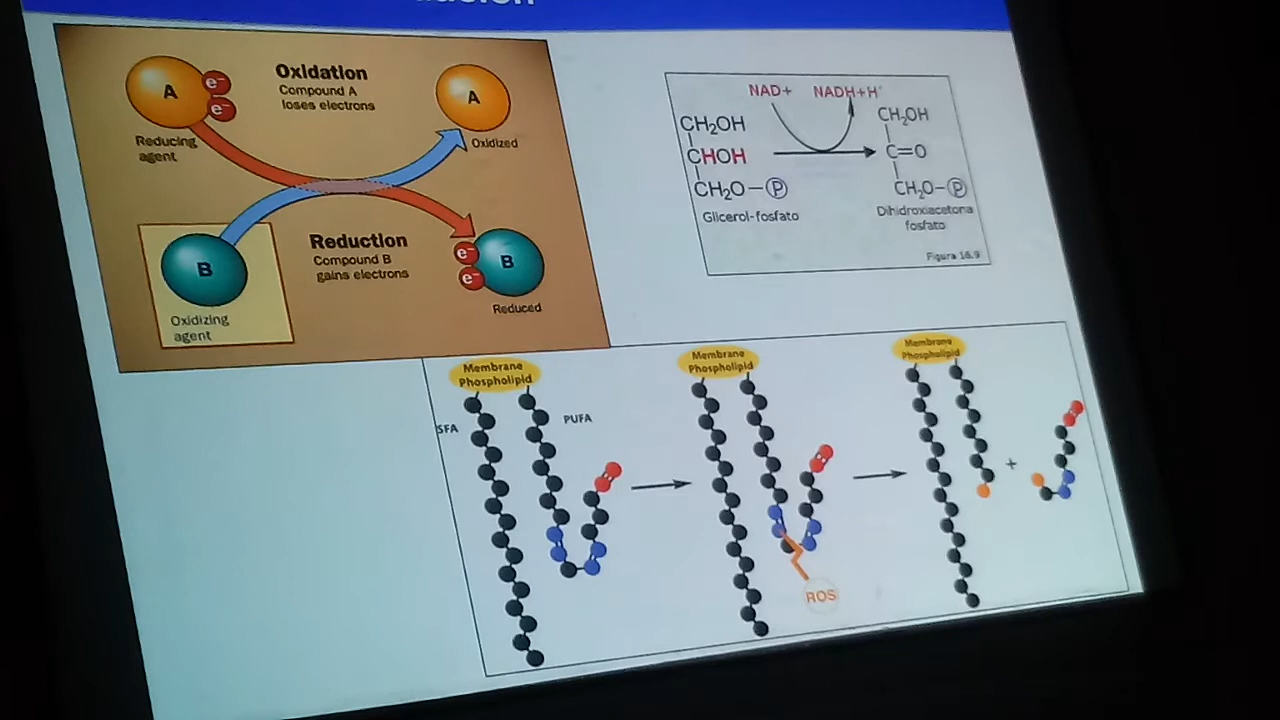 Oxidation
Compound A
loses electrons
A
e-
e-
A
Reducing
agent
Oxidized
Reduction
Compound B
gains electrons
B
e-
e-
B
Oxidizing
agent
Reduced
NAD+ NADH+H+
CH₂OH
CHOH
CH₂O-P
Glicerol-fosfato
CH₂OH
C=O
CH₂O-P
Dihidroxiacetona
fosfato
Figura 16.9
Membrane
Phospholipid
SFA
PUFA
Membrane
Phospholipid
ROS
Membrane
Phospholipid
+